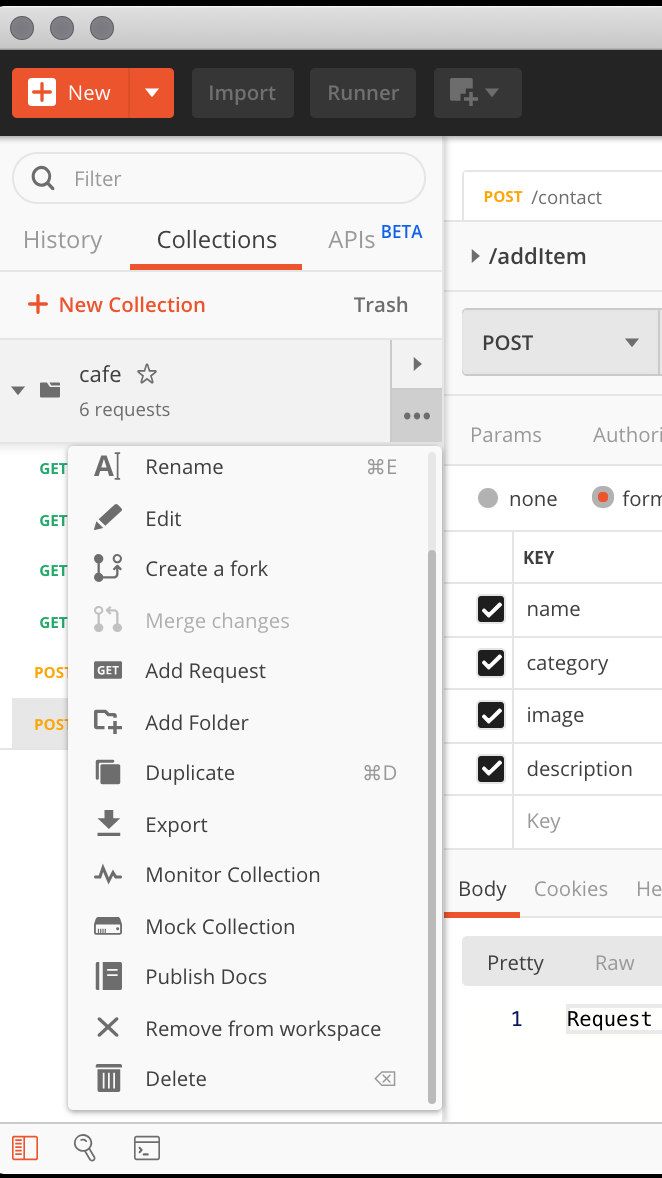 New
Import
Runner
Filter
History
Collections
APIs BETA
New Collection
Trash
cafe
6 requests
GET
GET
GET
GET
POST
POST
Rename ⌘E
Edit
Create a fork
Merge changes
GET Add Request
Add Folder
Duplicate ⌘D
Export
Monitor Collection
Mock Collection
Publish Docs
Remove from workspace
Delete
POST /contact
/addItem
POST
Params
none
KEY
name
category
image
description
Key
Body Cookies
Pretty Raw
1 Request